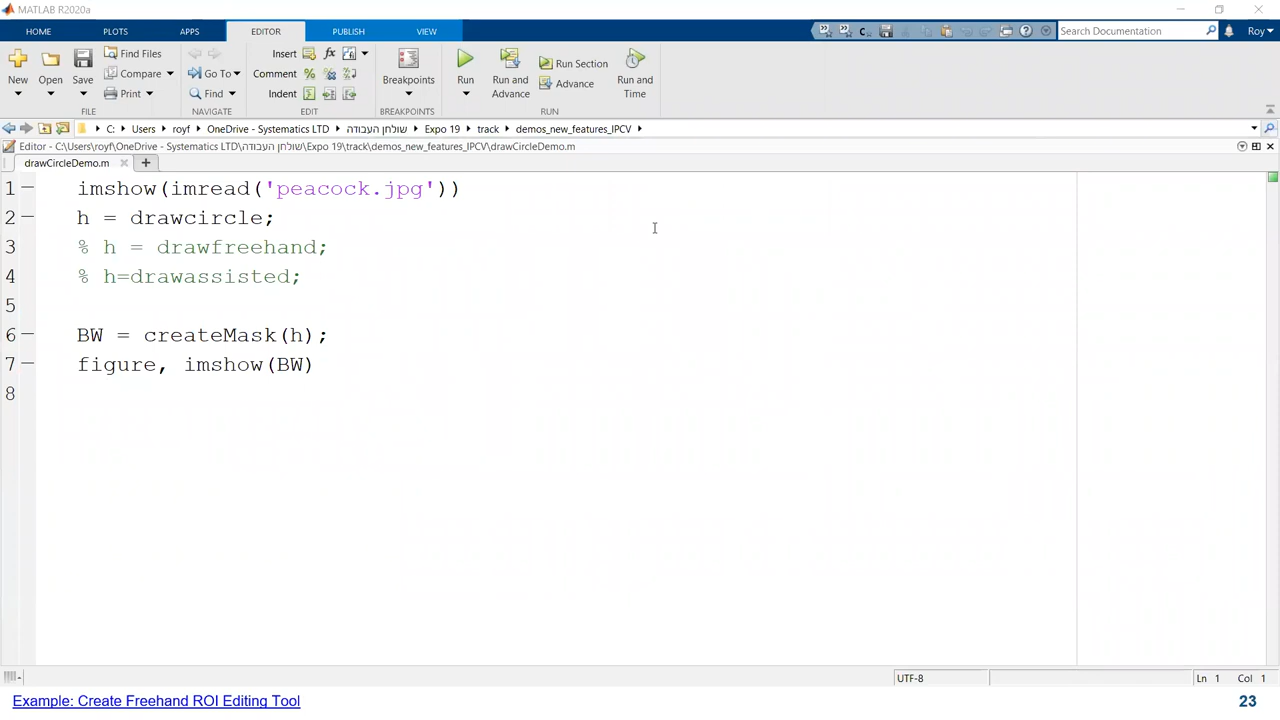 MATLAB R2020a
HOME PLOTS APPS EDITOR PUBLISH VIEW Search Documentation Roy
New Open Save Find Files Compare Print Go To Find Insert Comment Indent Breakpoints Run Run and Advance Run Section Advance Run and Time
FILE NAVIGATE EDIT BREAKPOINTS RUN
C: Users royf OneDrive - Systematics LTD שולחן העבודה Expo 19 track demos_new_features_IPCV
Editor - C:\Users\royf\OneDrive - Systematics LTD\שולחן העבודה\Expo 19\track\demos_new_features_IPCV\drawCircleDemo.m
drawCircleDemo.m
1 imshow(imread('peacock.jpg'))
2 h = drawcircle;
3 % h = drawfreehand;
4 % h=drawassisted;
5
6 BW = createMask(h);
7 figure, imshow(BW)
8
UTF-8 Ln 1 Col 1
Example: Create Freehand ROI Editing Tool 23